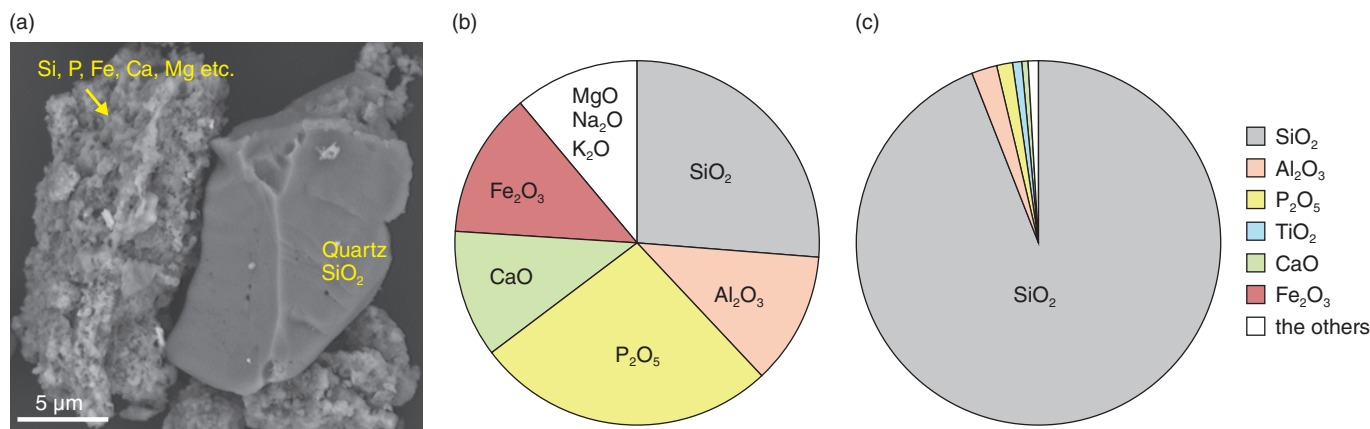 (a)
Si, P, Fe, Ca, Mg etc.
Quartz
SiO₂
5 µm
(b)
MgO
Na₂O
K₂O
SiO₂
Fe₂O₃
CaO
Al₂O₃
P₂O₅
(c)
SiO₂
SiO₂
Al₂O₃
P₂O₅
TiO₂
CaO
Fe₂O₃
the others